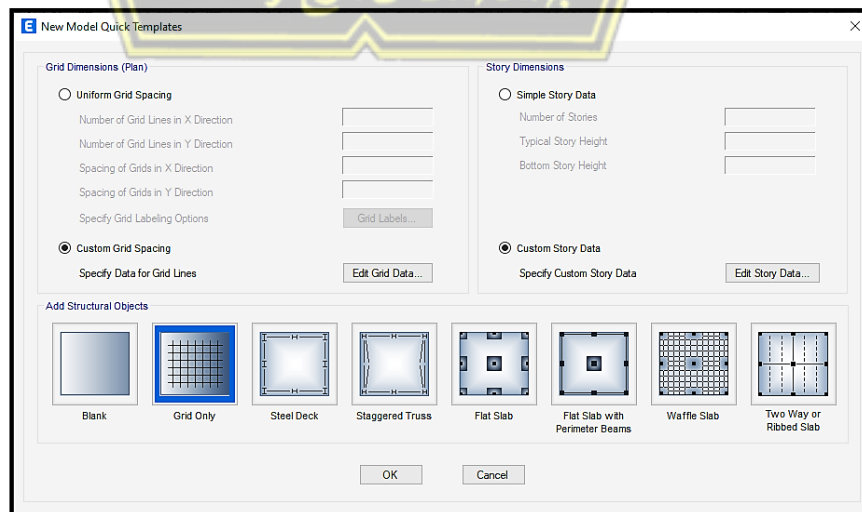 E New Model Quick Templates
Grid Dimensions (Plan)
Uniform Grid Spacing
Number of Grid Lines in X Direction
Number of Grid Lines in Y Direction
Spacing of Grids in X Direction
Spacing of Grids in Y Direction
Specify Grid Labeling Options
Grid Labels...
Custom Grid Spacing
Specify Data for Grid Lines
Edit Grid Data...
Story Dimensions
Simple Story Data
Number of Stories
Typical Story Height
Bottom Story Height
Custom Story Data
Specify Custom Story Data
Edit Story Data...
Add Structural Objects
Blank
Grid Only
Steel Deck
Staggered Truss
Flat Slab
Flat Slab with
Perimeter Beams
Waffle Slab
Two Way or
Ribbed Slab
OK
Cancel